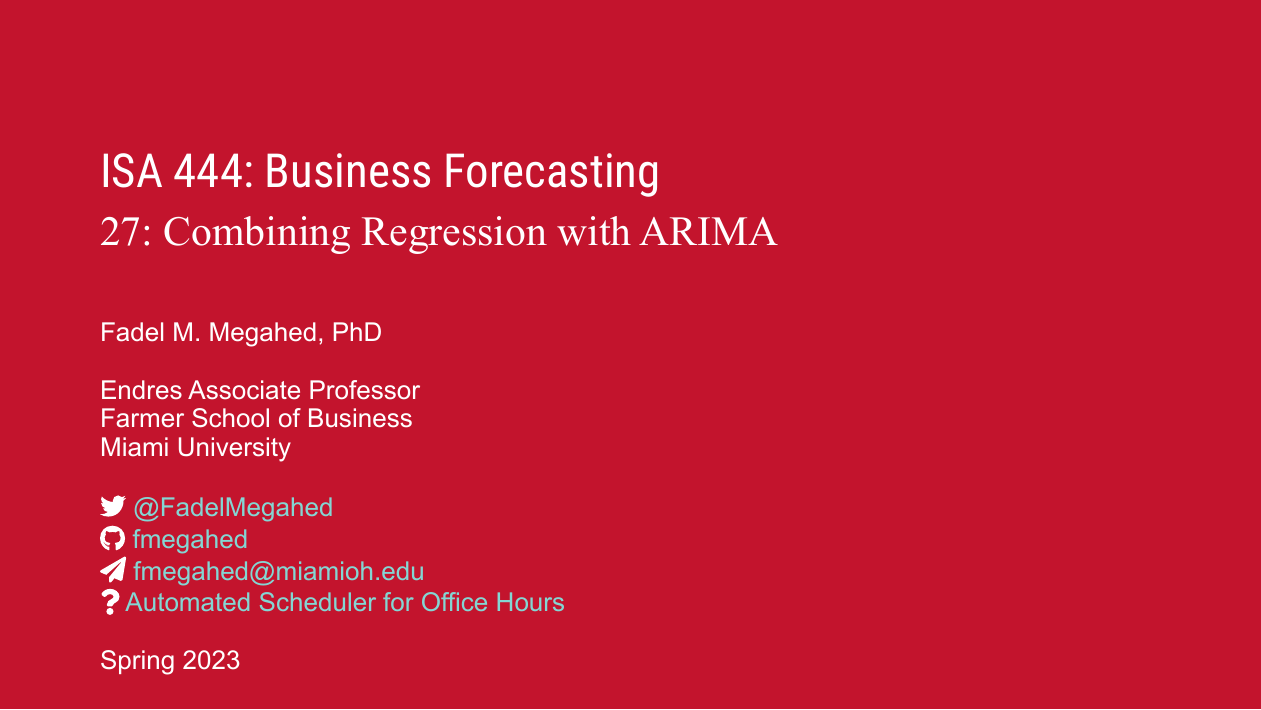 ISA 444: Business Forecasting
27: Combining Regression with ARIMA
Fadel M. Megahed, PhD
Endres Associate Professor
Farmer School of Business
Miami University
@FadelMegahed
fmegahed
fmegahed@miamioh.edu
Automated Scheduler for Office Hours
Spring 2023